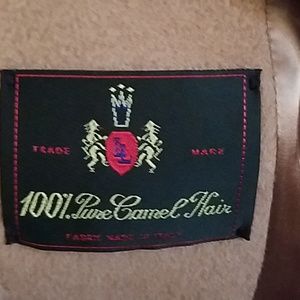 TRADE MARK
100% Pure Camel Hair
FABRIC MADE IN ITALY